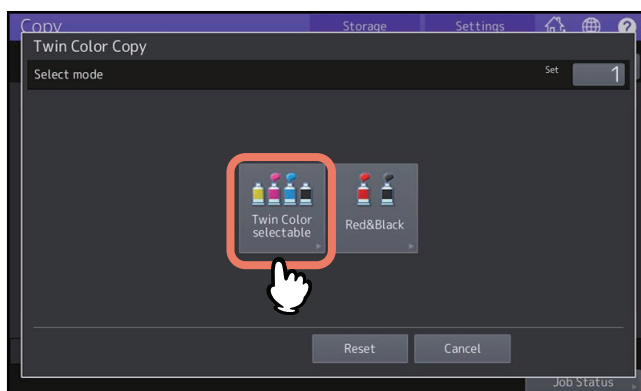 Copy
Storage
Settings
?
Twin Color Copy
Select mode
Set
1
Twin Color
selectable
Red&Black
Reset
Cancel
Job Status